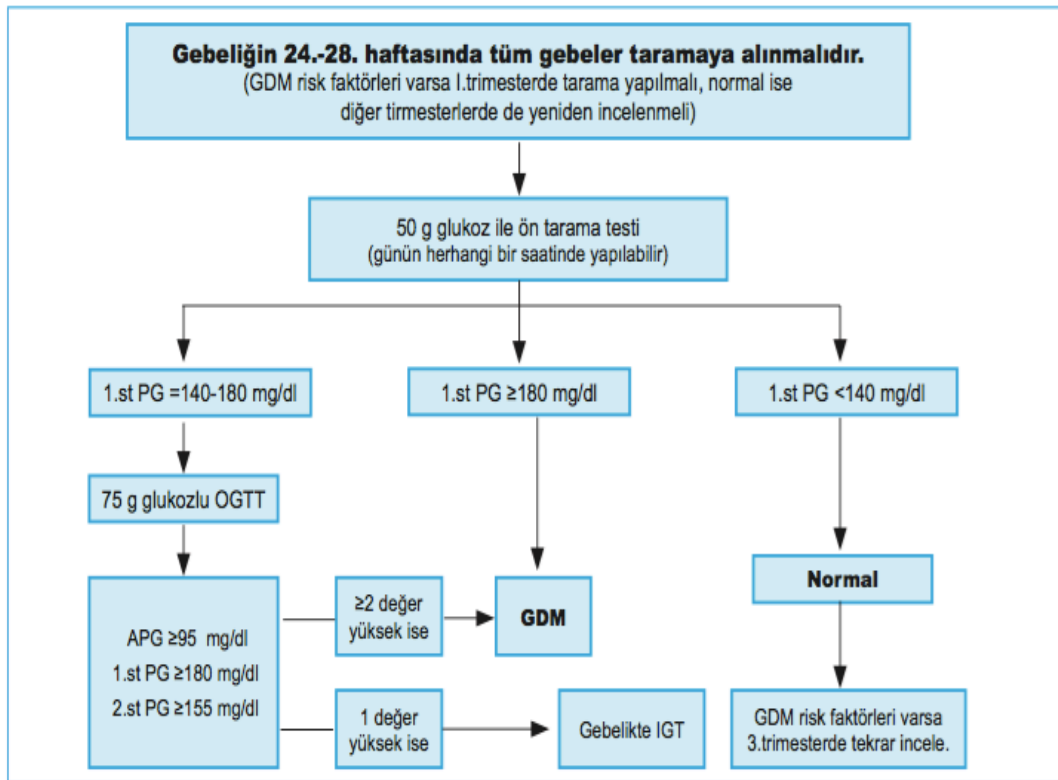 Gebeliğin 24.-28. haftasında tüm gebeler taramaya alınmalıdır.
(GDM risk faktörleri varsa I.trimesterde tarama yapılmalı, normal ise
diğer tirmesterlerde de yeniden incelenmeli)
50 g glukoz ile ön tarama testi
(günün herhangi bir saatinde yapılabilir)
1.st PG =140-180 mg/dl
1.st PG ≥180 mg/dl
1.st PG <140 mg/dl
75 g glukozlu OGTT
APG ≥95 mg/dl
1.st PG ≥180 mg/dl
2.st PG ≥155 mg/dl
≥2 değer
yüksek ise
GDM
1 değer
yüksek ise
Gebelikte IGT
Normal
GDM risk faktörleri varsa
3.trimesterde tekrar incele.